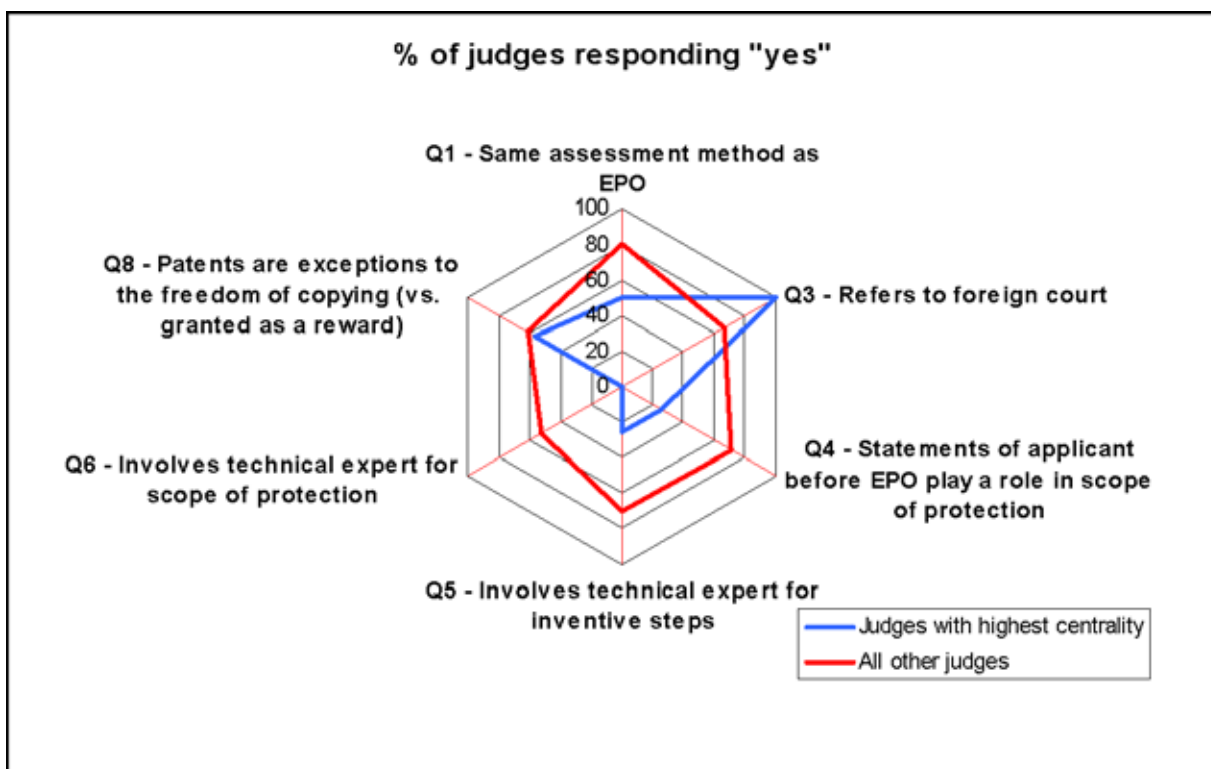 % of judges responding "yes"
Q1 - Same assessment method as
EPO
100
80
60
40
20
0
Q3 - Refers to foreign court
Q4 - Statements of applicant
before EPO play a role in scope
of protection
Q5 - Involves technical expert for
inventive steps
Q6 - Involves technical expert for
scope of protection
Q8 - Patents are exceptions to
the freedom of copying (vs.
granted as a reward)
Judges with highest centrality
All other judges